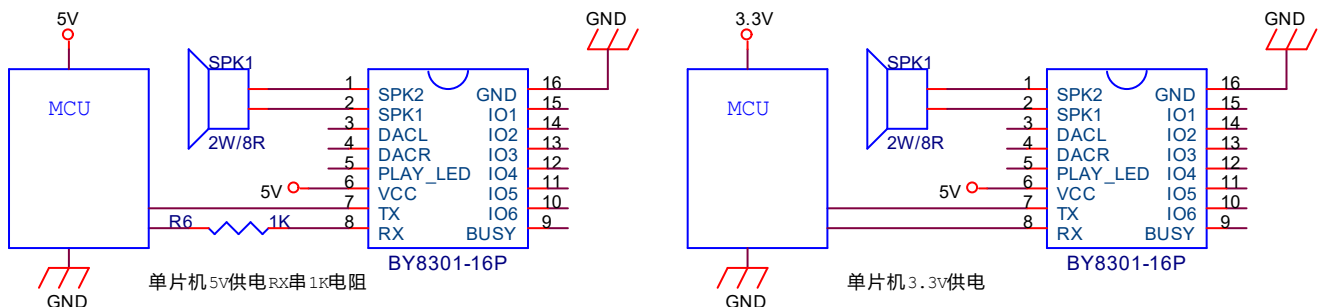 5V
MCU
GND
SPK1
2W/8R
5V
R6
1K
1
2
3
4
5
6
7
8
SPK2
SPK1
DACL
DACR
PLAY_LED
VCC
TX
RX
GND
IO1
IO2
IO3
IO4
IO5
IO6
BUSY
16
15
14
13
12
11
10
9
GND
BY8301-16P
单片机5V供电RX串1K电阻
3.3V
MCU
GND
SPK1
2W/8R
5V
1
2
3
4
5
6
7
8
SPK2
SPK1
DACL
DACR
PLAY_LED
VCC
TX
RX
GND
IO1
IO2
IO3
IO4
IO5
IO6
BUSY
16
15
14
13
12
11
10
9
GND
BY8301-16P
单片机3.3V供电